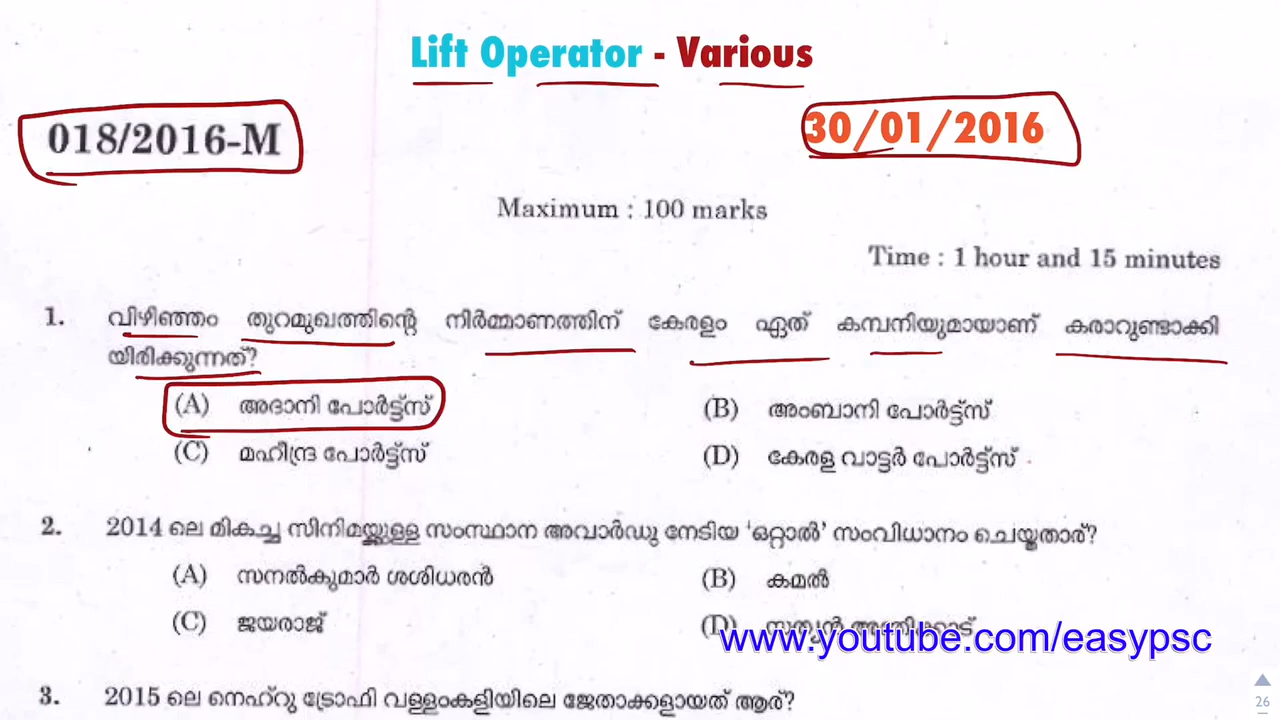 Lift Operator - Various
018/2016-M
30/01/2016
Maximum : 100 marks
Time : 1 hour and 15 minutes
1. വിഴിഞ്ഞം തുറമുഖത്തിന്റെ നിർമ്മാണത്തിന് കേരളം ഏത് കമ്പനിയുമായാണ് കരാറുണ്ടാക്കി
യിരിക്കുന്നത്?
(A) അദാനി പോർട്ട്സ് (B) അംബാനി പോർട്ട്സ്
(C) മഹീന്ദ്ര പോർട്ട്സ് (D) കേരള വാട്ടർ പോർട്ട്സ്
2. 2014 ലെ മികച്ച സിനിമയ്ക്കുള്ള സംസ്ഥാന അവാർഡു നേടിയ ‘ഒറ്റാൽ’ സംവിധാനം ചെയ്തതാര്?
(A) സനൽകുമാർ ശശിധരൻ (B) കമൽ
(C) ജയരാജ് (D)
www.youtube.com/easypsc
3. 2015 ലെ നെഹ്റു ട്രോഫി വള്ളംകളിയിലെ ജേതാക്കളായത് ആര്?
26